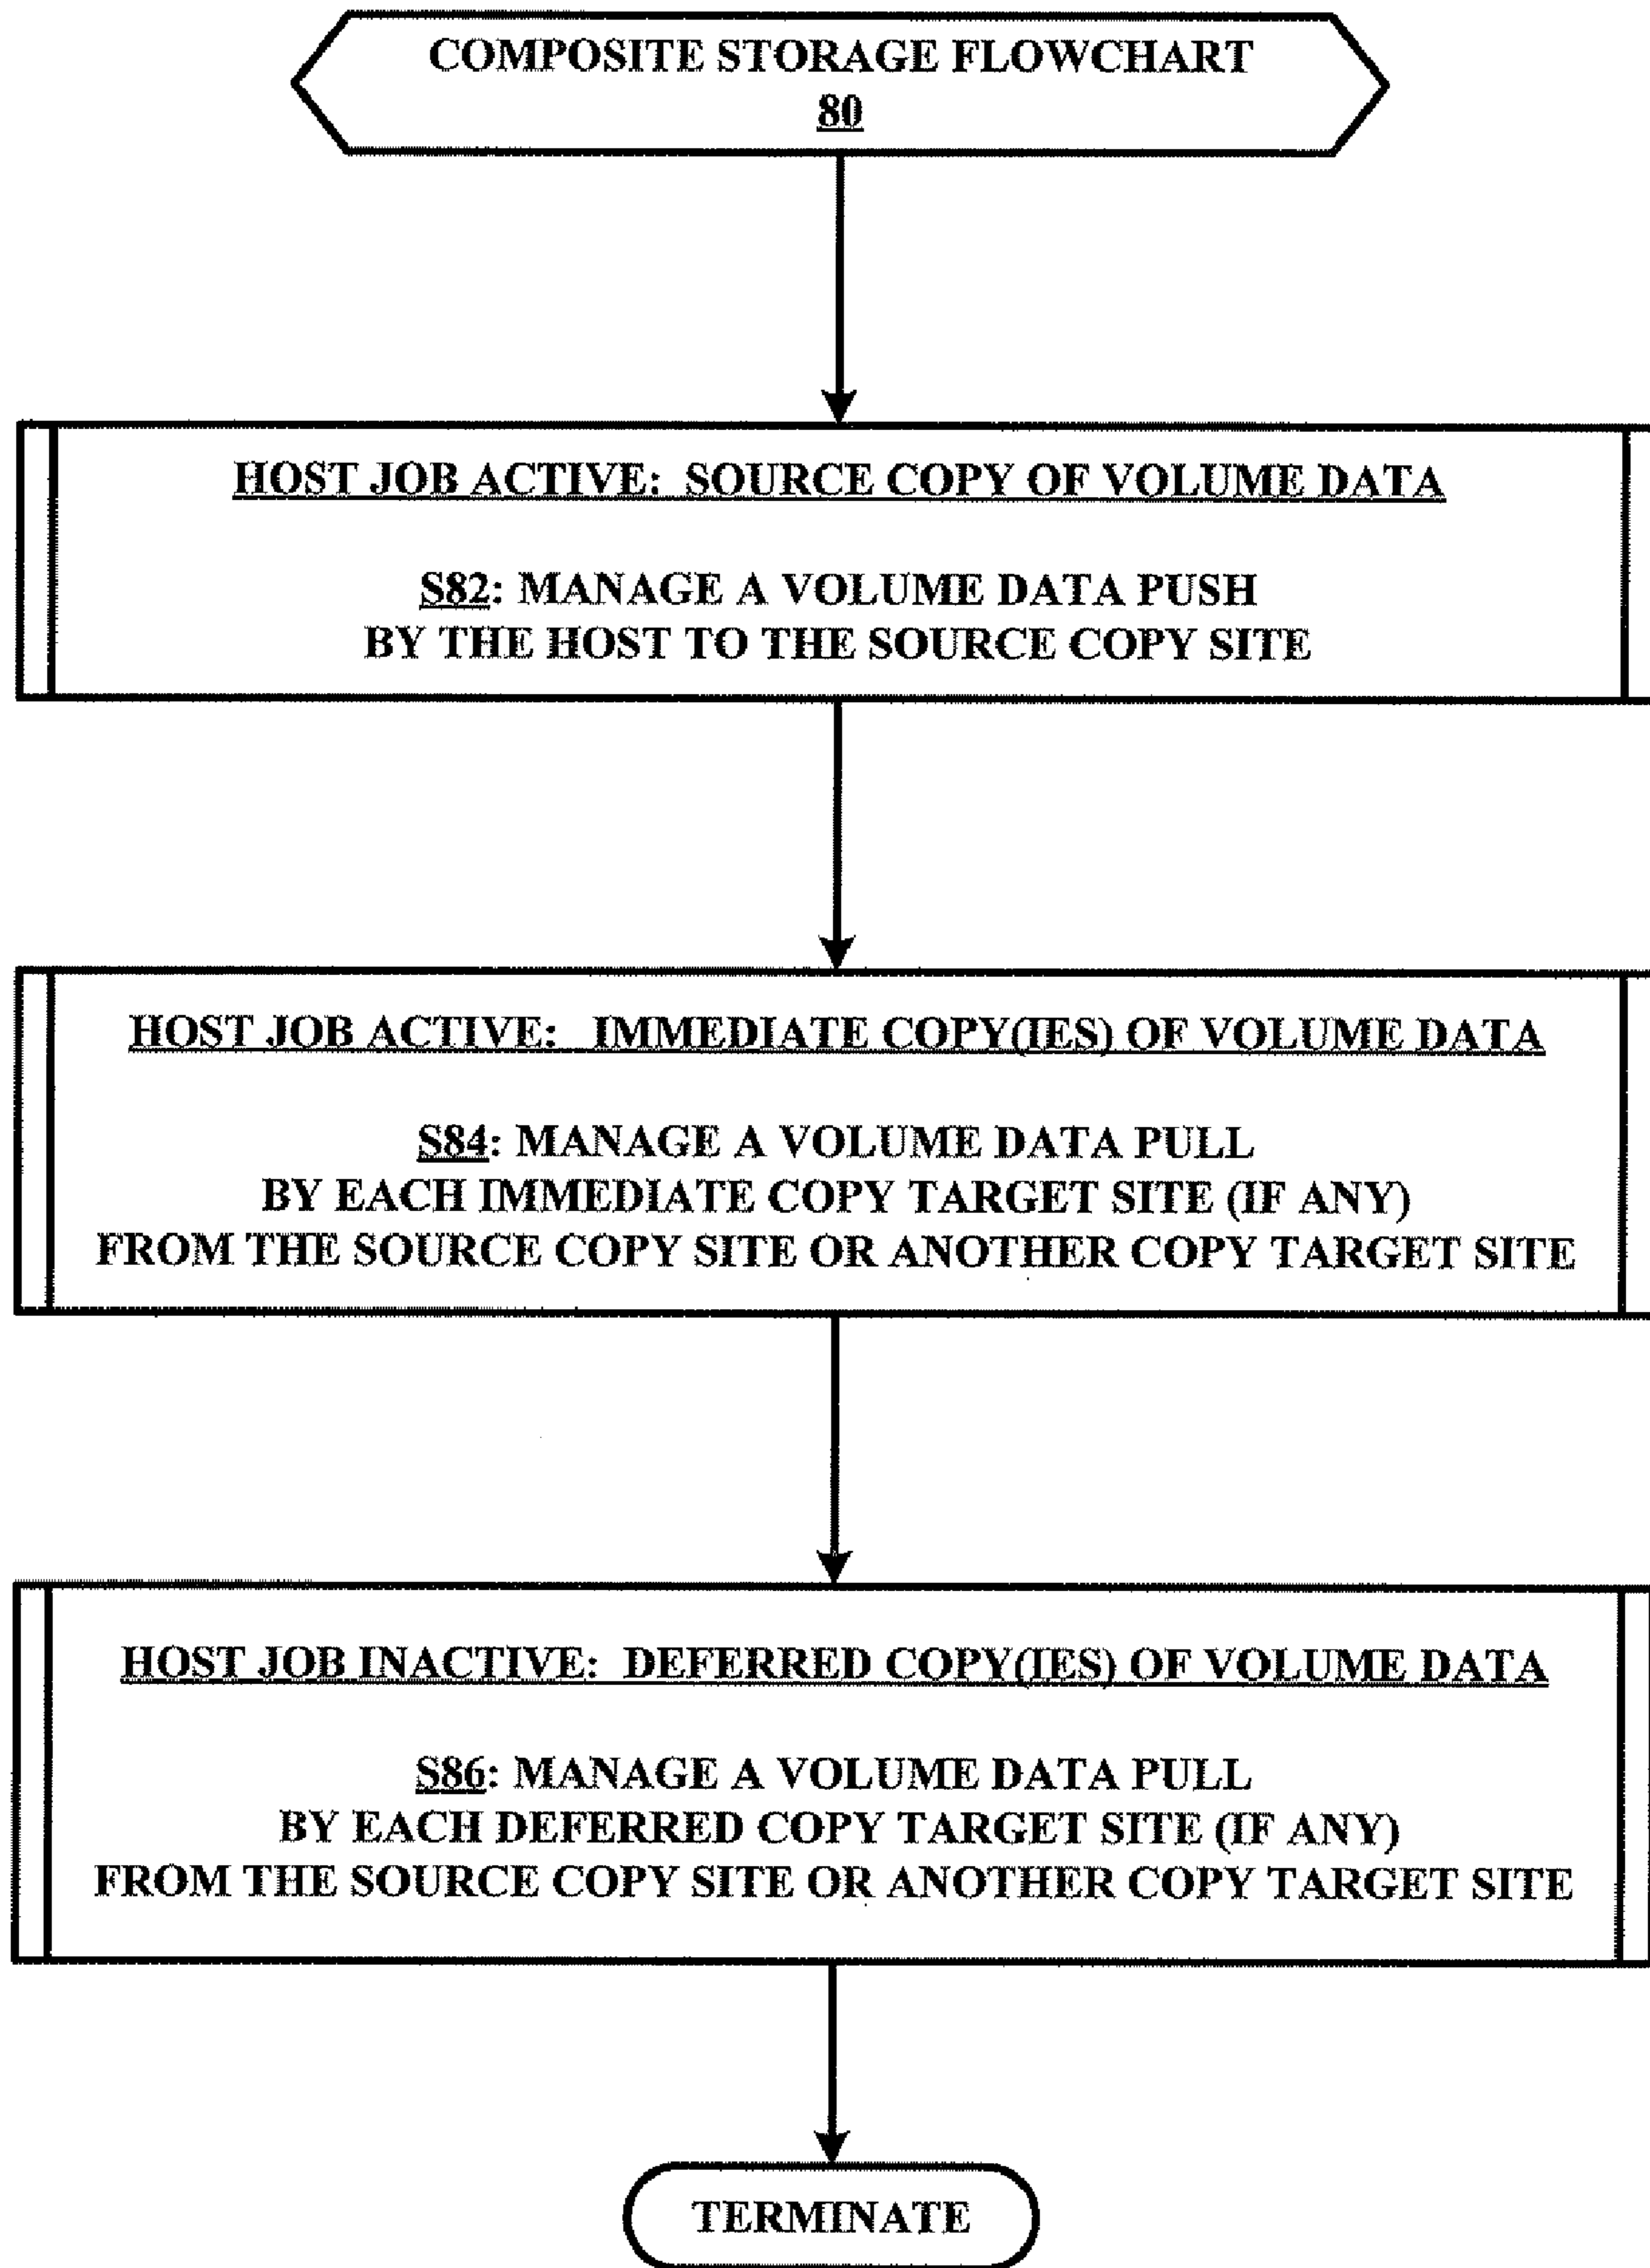 COMPOSITE STORAGE FLOWCHART
80
HOST JOB ACTIVE: SOURCE COPY OF VOLUME DATA
S82: MANAGE A VOLUME DATA PUSH
BY THE HOST TO THE SOURCE COPY SITE
HOST JOB ACTIVE: IMMEDIATE COPY(IES) OF VOLUME DATA
S84: MANAGE A VOLUME DATA PULL
BY EACH IMMEDIATE COPY TARGET SITE (IF ANY)
FROM THE SOURCE COPY SITE OR ANOTHER COPY TARGET SITE
HOST JOB INACTIVE: DEFERRED COPY(IES) OF VOLUME DATA
S86: MANAGE A VOLUME DATA PULL
BY EACH DEFERRED COPY TARGET SITE (IF ANY)
FROM THE SOURCE COPY SITE OR ANOTHER COPY TARGET SITE
TERMINATE